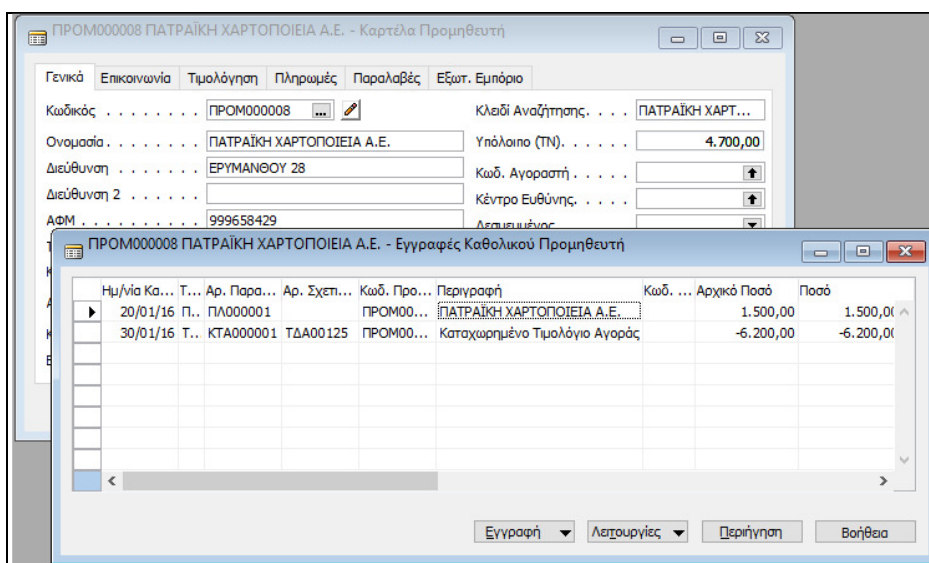 ΠΡΟΜ000008 ΠΑΤΡΑΪΚΗ ΧΑΡΤΟΠΟΙΕΙΑ Α.Ε. - Καρτέλα Προμηθευτή
Γενικά Επικοινωνία Τιμολόγηση Πληρωμές Παραλαβές Εξωτ. Εμπόριο
Κωδικός . . . . . . . . ΠΡΟΜ000008 ... Κλειδί Αναζήτησης. . . . ΠΑΤΡΑΪΚΗ ΧΑΡΤ...
Ονομασία. . . . . . . . ΠΑΤΡΑΪΚΗ ΧΑΡΤΟΠΟΙΕΙΑ Α.Ε. Υπόλοιπο (ΤΝ). . . . . . 4.700,00
Διεύθυνση . . . . . . . ΕΡΥΜΑΝΘΟΥ 28 Κωδ. Αγοραστή . . . . .
Διεύθυνση 2 . . . . . . Κέντρο Ευθύνης. . . . .
ΑΦΜ . . . . . . . . . . 999658429 Δεσμευμένος
ΠΡΟΜ000008 ΠΑΤΡΑΪΚΗ ΧΑΡΤΟΠΟΙΕΙΑ Α.Ε. - Εγγραφές Καθολικού Προμηθευτή
Ημ/νία Κα... Τ... Αρ. Παρα... Αρ. Σχετι... Κωδ. Προ... Περιγραφή Κωδ. ... Αρχικό Ποσό Ποσό
20/01/16 Π... ΠΛ000001 ΠΡΟΜ00... ΠΑΤΡΑΪΚΗ ΧΑΡΤΟΠΟΙΕΙΑ Α.Ε. 1.500,00 1.500,00
30/01/16 Τ... ΚΤΑ000001 ΤΔΑ00125 ΠΡΟΜ00... Καταχωρημένο Τιμολόγιο Αγοράς -6.200,00 -6.200,00
Εγγραφή Λειτουργίες Περιήγηση Βοήθεια